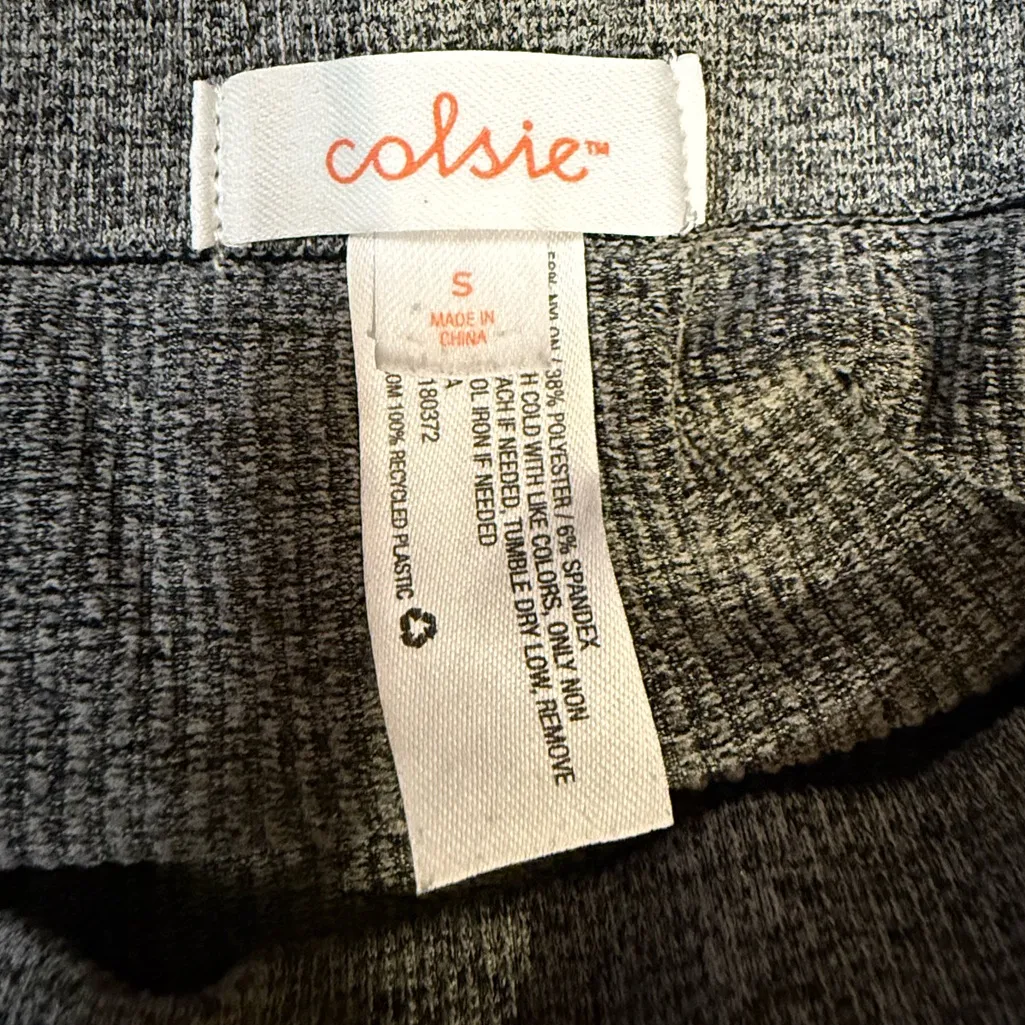 colsie™
S
MADE IN
CHINA
NYLON / 38% POLYESTER / 6% SPANDEX
H COLD WITH LIKE COLORS, ONLY NON
ACH IF NEEDED, TUMBLE DRY LOW, REMOVE
OL IRON IF NEEDED
A
180372
OM 100% RECYCLED PLASTIC